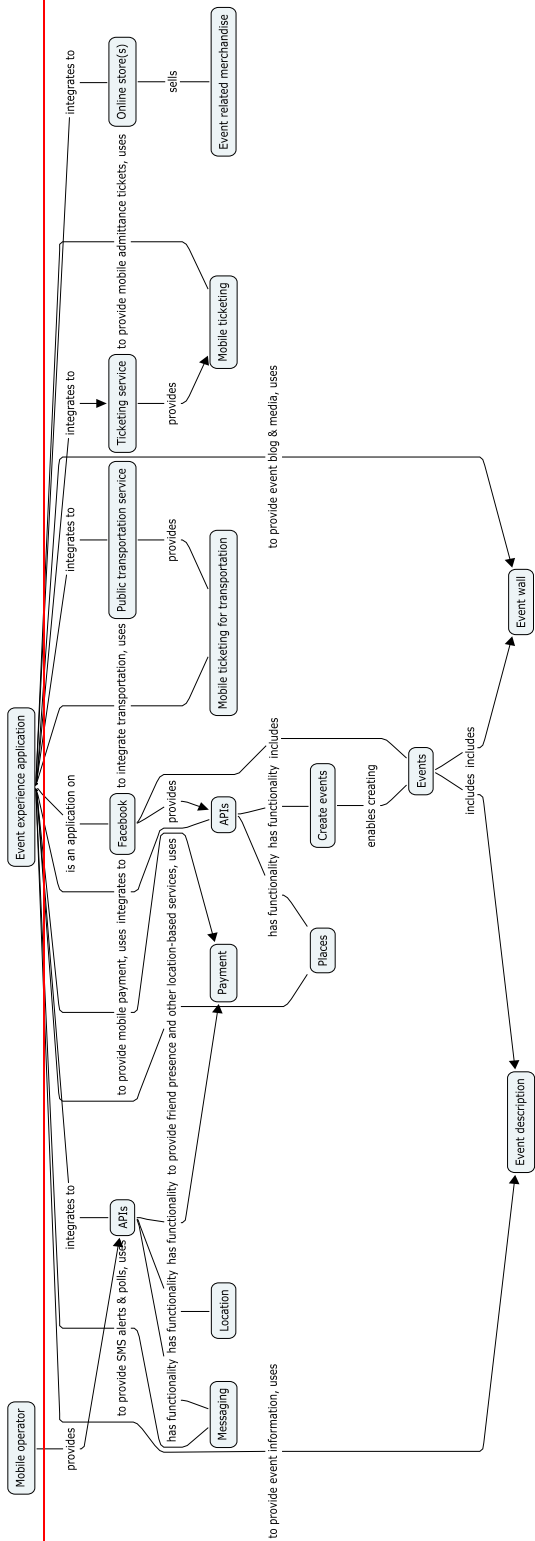 Event experience application
Mobile operator
integrates to
integrates to
integrates to
is an application on
integrates to
provides
Online store(s)
to provide mobile admittance tickets, uses
Ticketing service
Public transportation service
to integrate transportation, uses
Facebook
integrates to
to provide mobile payment, uses
APIs
to provide SMS alerts & polls, uses
sells
provides
provides
provides
to provide friend presence and other location-based services, uses
has functionality
has functionality
has functionality
Event related merchandise
Mobile ticketing
Mobile ticketing for transportation
APIs
Payment
Location
Messaging
to provide event blog & media, uses
includes
has functionality
has functionality
to provide event information, uses
Create events
Places
enables creating
Events
includes
includes
Event wall
Event description